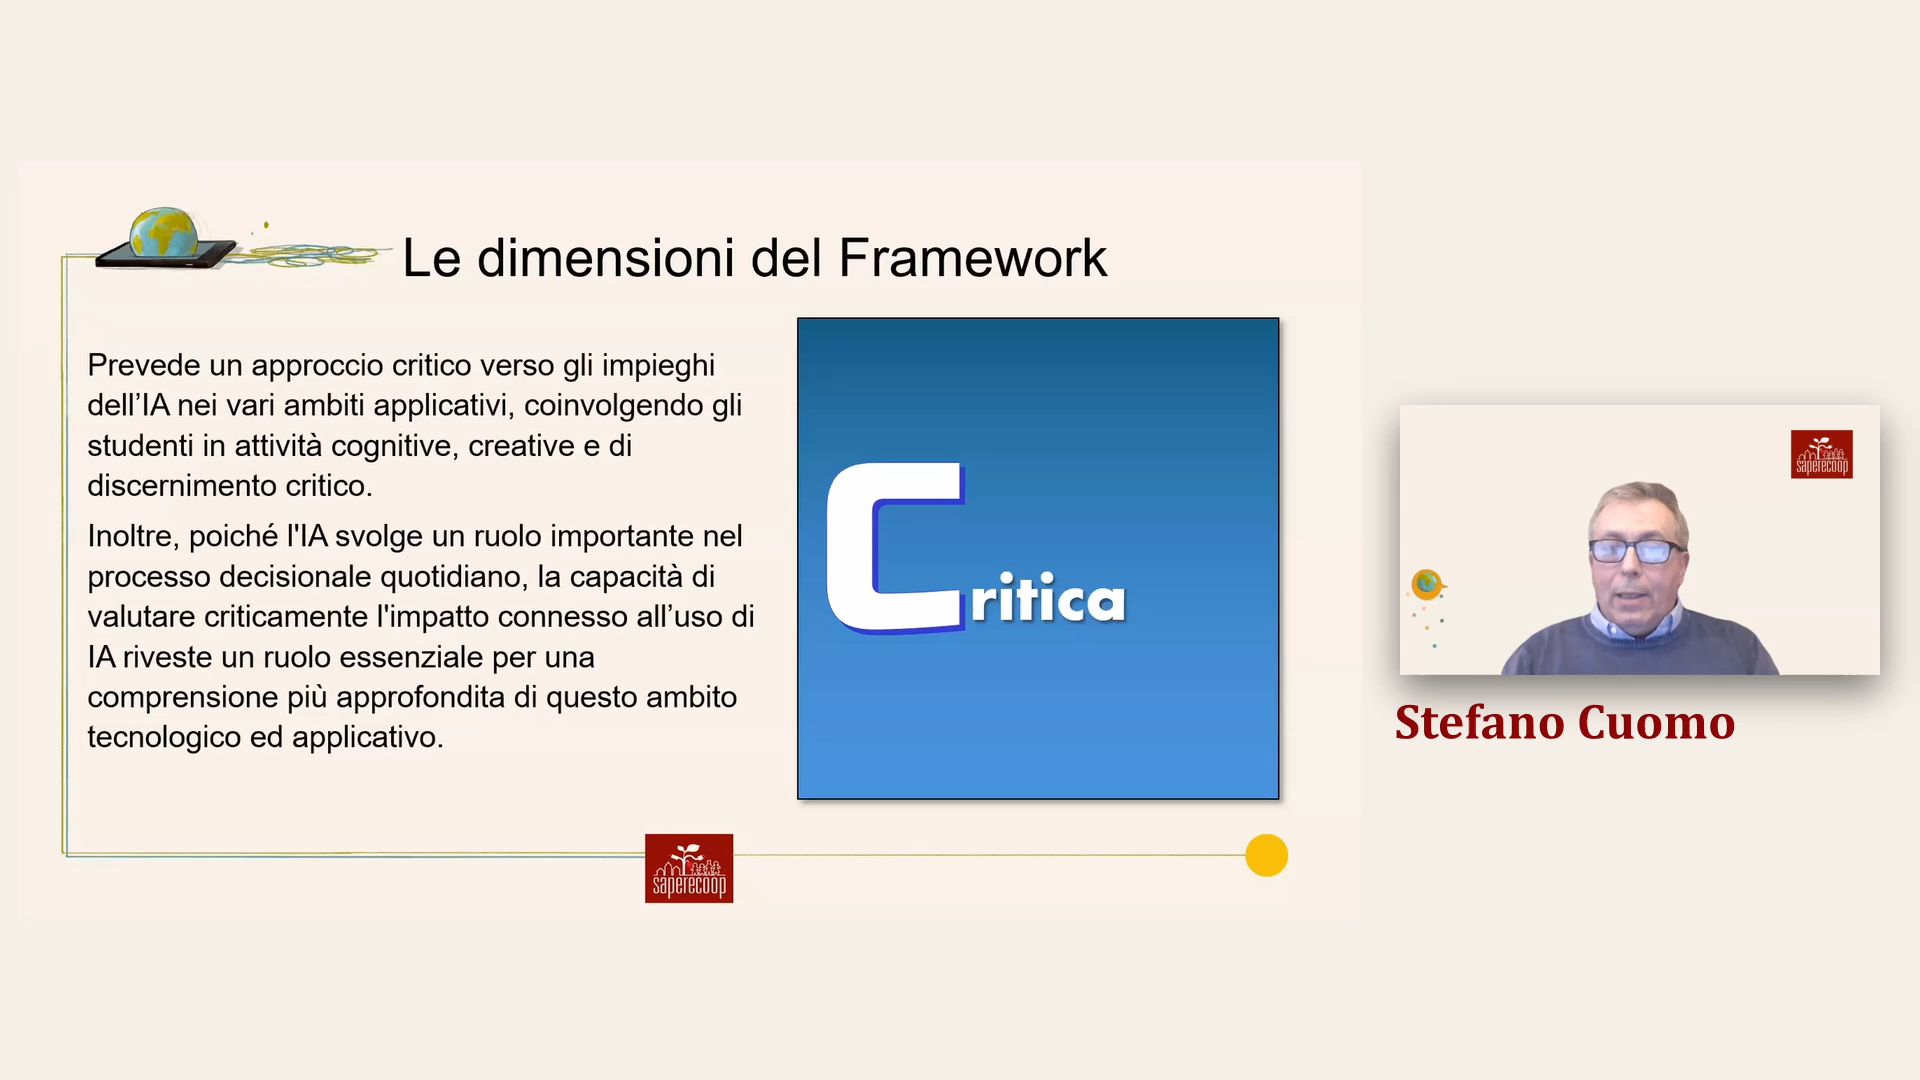 Le dimensioni del Framework
Prevede un approccio critico verso gli impieghi
dell’IA nei vari ambiti applicativi, coinvolgendo gli
studenti in attività cognitive, creative e di
discernimento critico.
Inoltre, poiché l'IA svolge un ruolo importante nel
processo decisionale quotidiano, la capacità di
valutare criticamente l'impatto connesso all’uso di
IA riveste un ruolo essenziale per una
comprensione più approfondita di questo ambito
tecnologico ed applicativo.
Critica
saperecoop
saperecoop
Stefano Cuomo